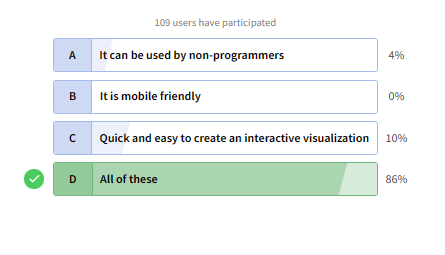 109 users have participated
A It can be used by non-programmers 4%
B It is mobile friendly 0%
C Quick and easy to create an interactive visualization 10%
D All of these 86%